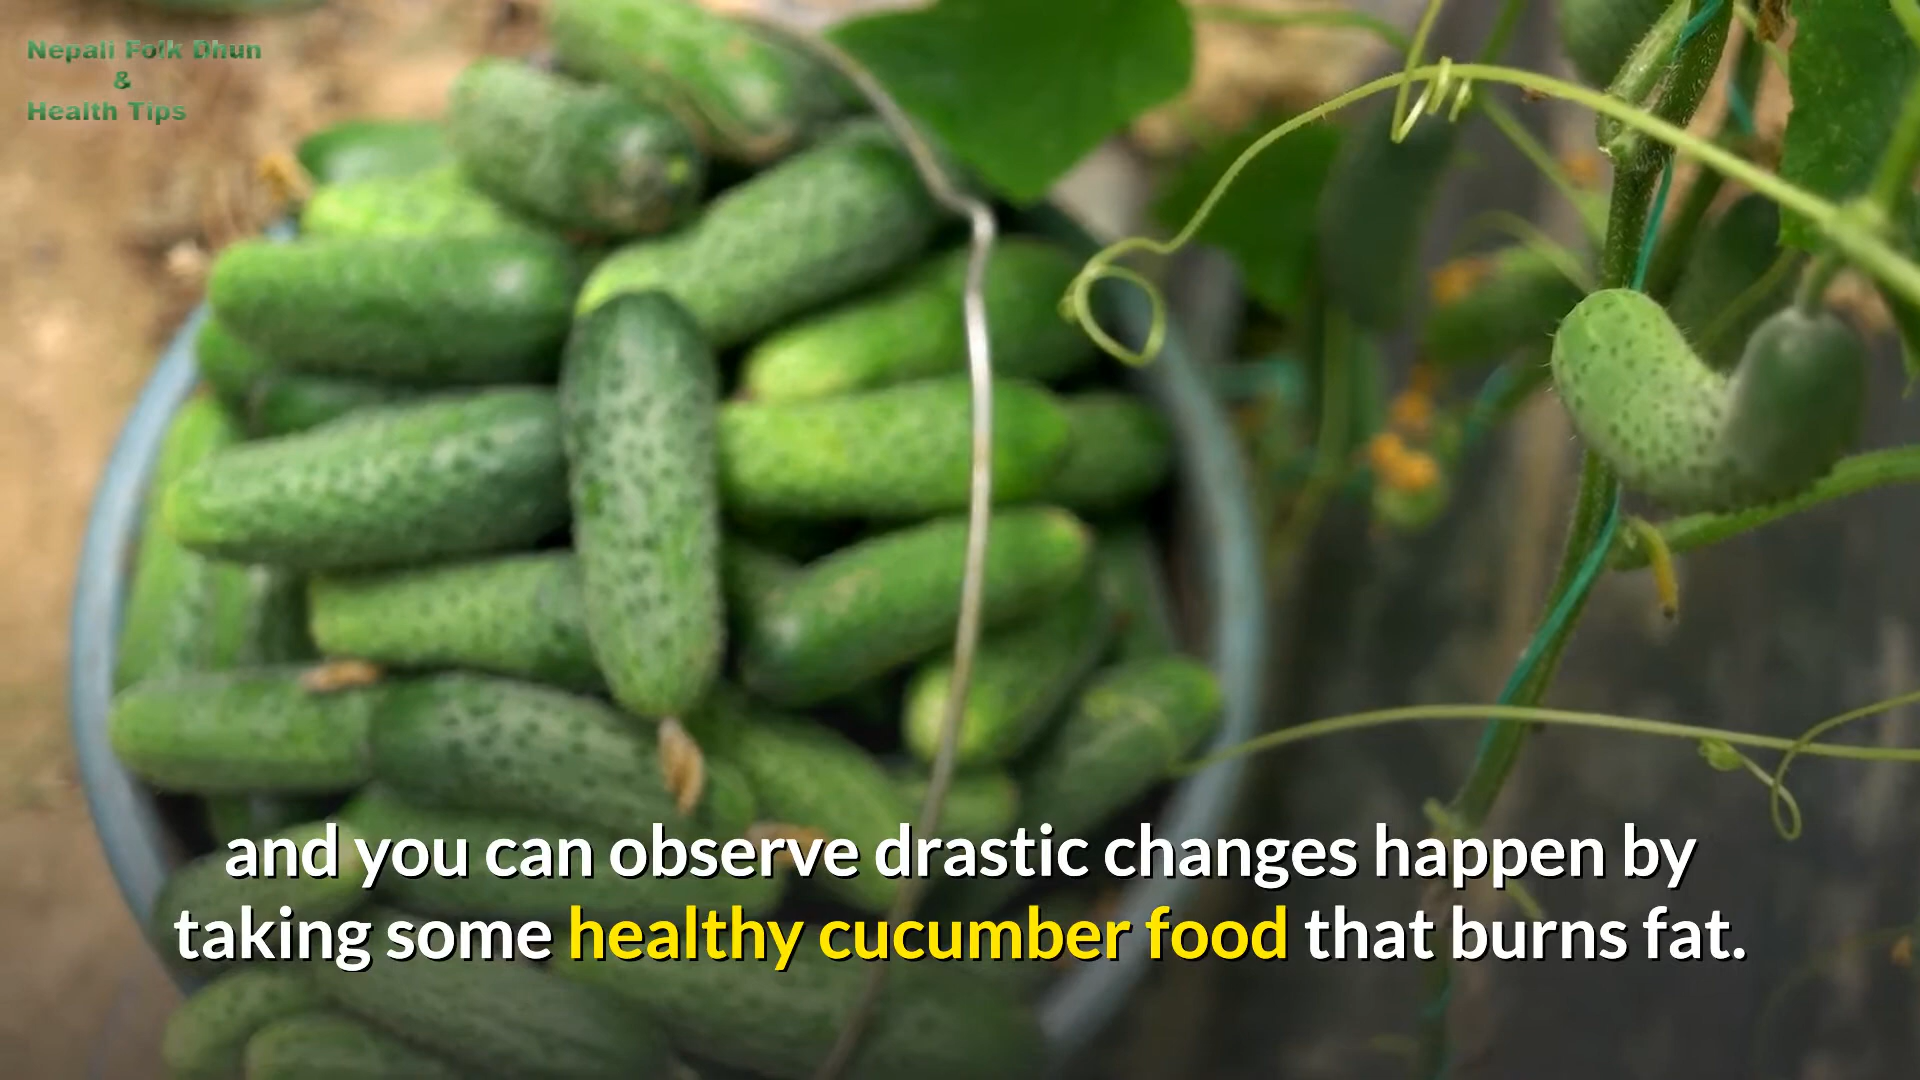 Nepali Folk Dhun
&
Health Tips
and you can observe drastic changes happen by
taking some healthy cucumber food that burns fat.